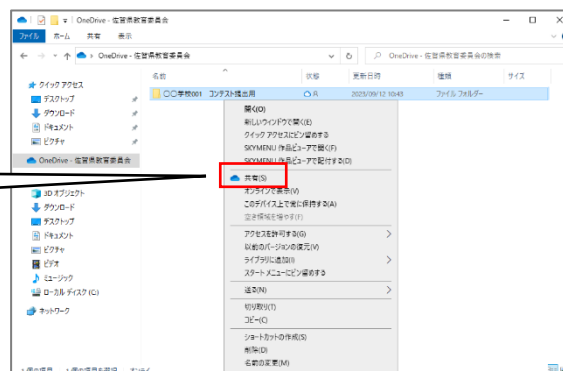 OneDrive - 佐賀県教育委員会
ファイル ホーム 共有 表示
OneDrive - 佐賀県教育委員会
OneDrive - 佐賀県教育委員会の検索
名前 状態 更新日時 種類 サイズ
〇〇学校001 コンテスト提出用 2023/09/12 10:43 ファイル フォルダー
クイック アクセス
デスクトップ
ダウンロード
ドキュメント
ピクチャ
OneDrive - 佐賀県教育委員会
3D オブジェクト
ダウンロード
デスクトップ
ドキュメント
ピクチャ
ビデオ
ミュージック
ローカル ディスク (C:)
ネットワーク
開く(O)
新しいウィンドウで開く(E)
クイック アクセスにピン留めする
SKYMENU 作品ビューアで開く(F)
SKYMENU 作品ビューアで配付する(D)
共有(S)
オンラインで表示(V)
このデバイス上で常に保持する(A)
空き領域を増やす(F)
アクセスを許可する(G)
以前のバージョンの復元(V)
ライブラリに追加(I)
スタート メニューにピン留めする
送る(N)
切り取り(T)
コピー(C)
ショートカットの作成(S)
削除(D)
名前の変更(M)